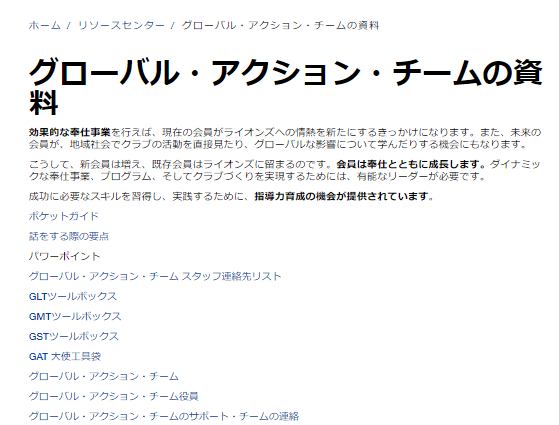 ホーム / リソースセンター / グローバル・アクション・チームの資料
グローバル・アクション・チームの資
料
効果的な奉仕事業を行えば、現在の会員がライオンズへの情熱を新たにするきっかけになります。また、未来の
会員が、地域社会でクラブの活動を直接見たり、グローバルな影響について学んだりする機会にもなります。
こうして、新会員は増え、既存会員はライオンズに留まるのです。会員は奉仕とともに成長します。ダイナミッ
クな奉仕事業、プログラム、そしてクラブづくりを実現するためには、有能なリーダーが必要です。
成功に必要なスキルを習得し、実践するために、指導力育成の機会が提供されています。
ポケットガイド
話をする際の要点
パワーポイント
グローバル・アクション・チーム スタッフ連絡先リスト
GLTツールボックス
GMTツールボックス
GSTツールボックス
GAT 大使工具袋
グローバル・アクション・チーム
グローバル・アクション・チーム役員
グローバル・アクション・チームのサポート・チームの連絡